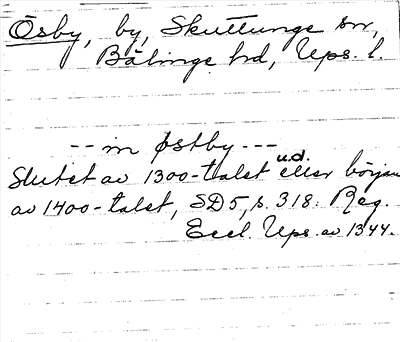 Ösby, by, Skuttunge sn,
Bälinge hd, Ups. l.
-- in østby ---
Slutet av 1300-talet u.d. eller början
av 1400-talet, SD 5, s. 318. Reg.
Eccl. Ups. av 1344.